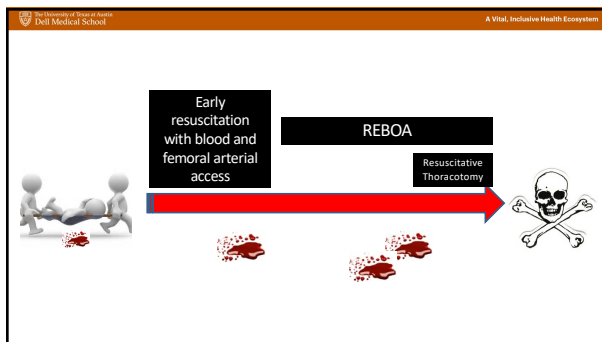 The University of Texas at Austin
Dell Medical School
A Vital, Inclusive Health Ecosystem
Early
resuscitation
with blood and
femoral arterial
access
REBOA
Resuscitative
Thoracotomy